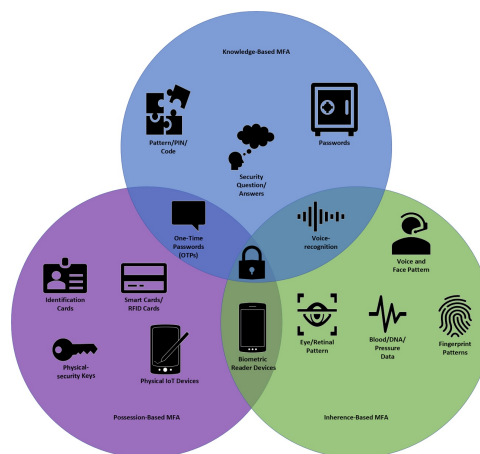 Knowledge-Based MFA
Pattern/PIN/
Code
Passwords
Security
Question/
Answers
One-Time
Passwords
(OTPs)
Voice-
recognition
Voice and
Face Pattern
Identification
Cards
Smart Cards/
RFID Cards
Eye/Retinal
Pattern
Blood/DNA/
Pressure
Data
Fingerprint
Patterns
Physical-
security Keys
Physical IoT Devices
Biometric
Reader Devices
Possession-Based MFA
Inherence-Based MFA